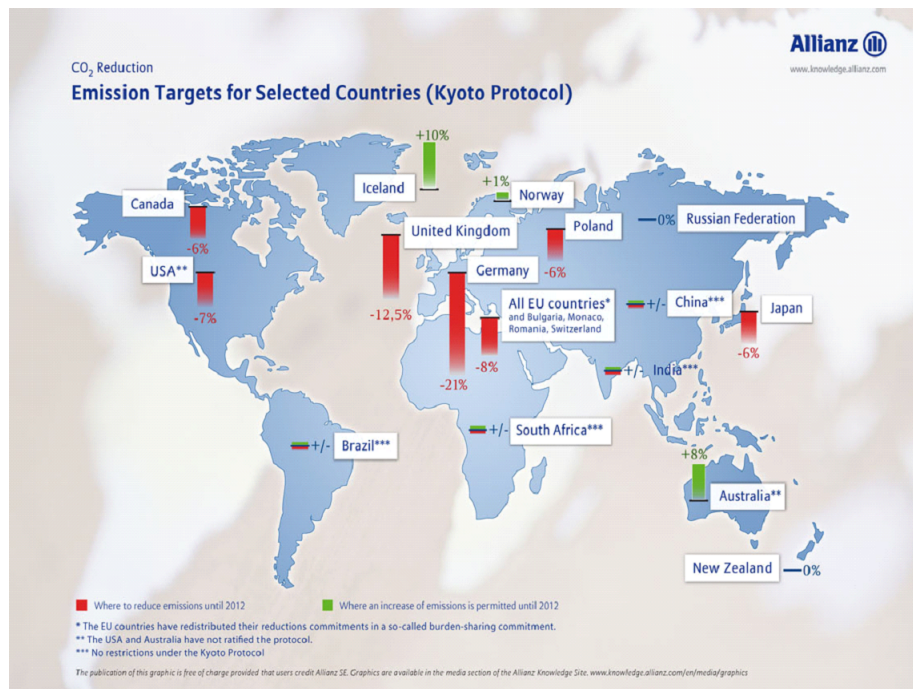 Allianz
www.knowledge.allianz.com
CO₂ Reduction
Emission Targets for Selected Countries (Kyoto Protocol)
+10%
Iceland
+1%
Norway
Canada
-6%
United Kingdom
-12,5%
Poland
-6%
0% Russian Federation
USA**
-7%
Germany
-21%
All EU countries*
and Bulgaria, Monaco,
Romania, Switzerland
-8%
+/- China***
Japan
-6%
+/- India***
+/- Brazil***
+/- South Africa***
+8%
Australia**
New Zealand 0%
Where to reduce emissions until 2012
Where an increase of emissions is permitted until 2012
* The EU countries have redistributed their reductions commitments in a so-called burden-sharing commitment.
** The USA and Australia have not ratified the protocol.
*** No restrictions under the Kyoto Protocol
The publication of this graphic is free of charge provided that users credit Allianz SE. Graphics are available in the media section of the Allianz Knowledge Site. www.knowledge.allianz.com/en/media/graphics